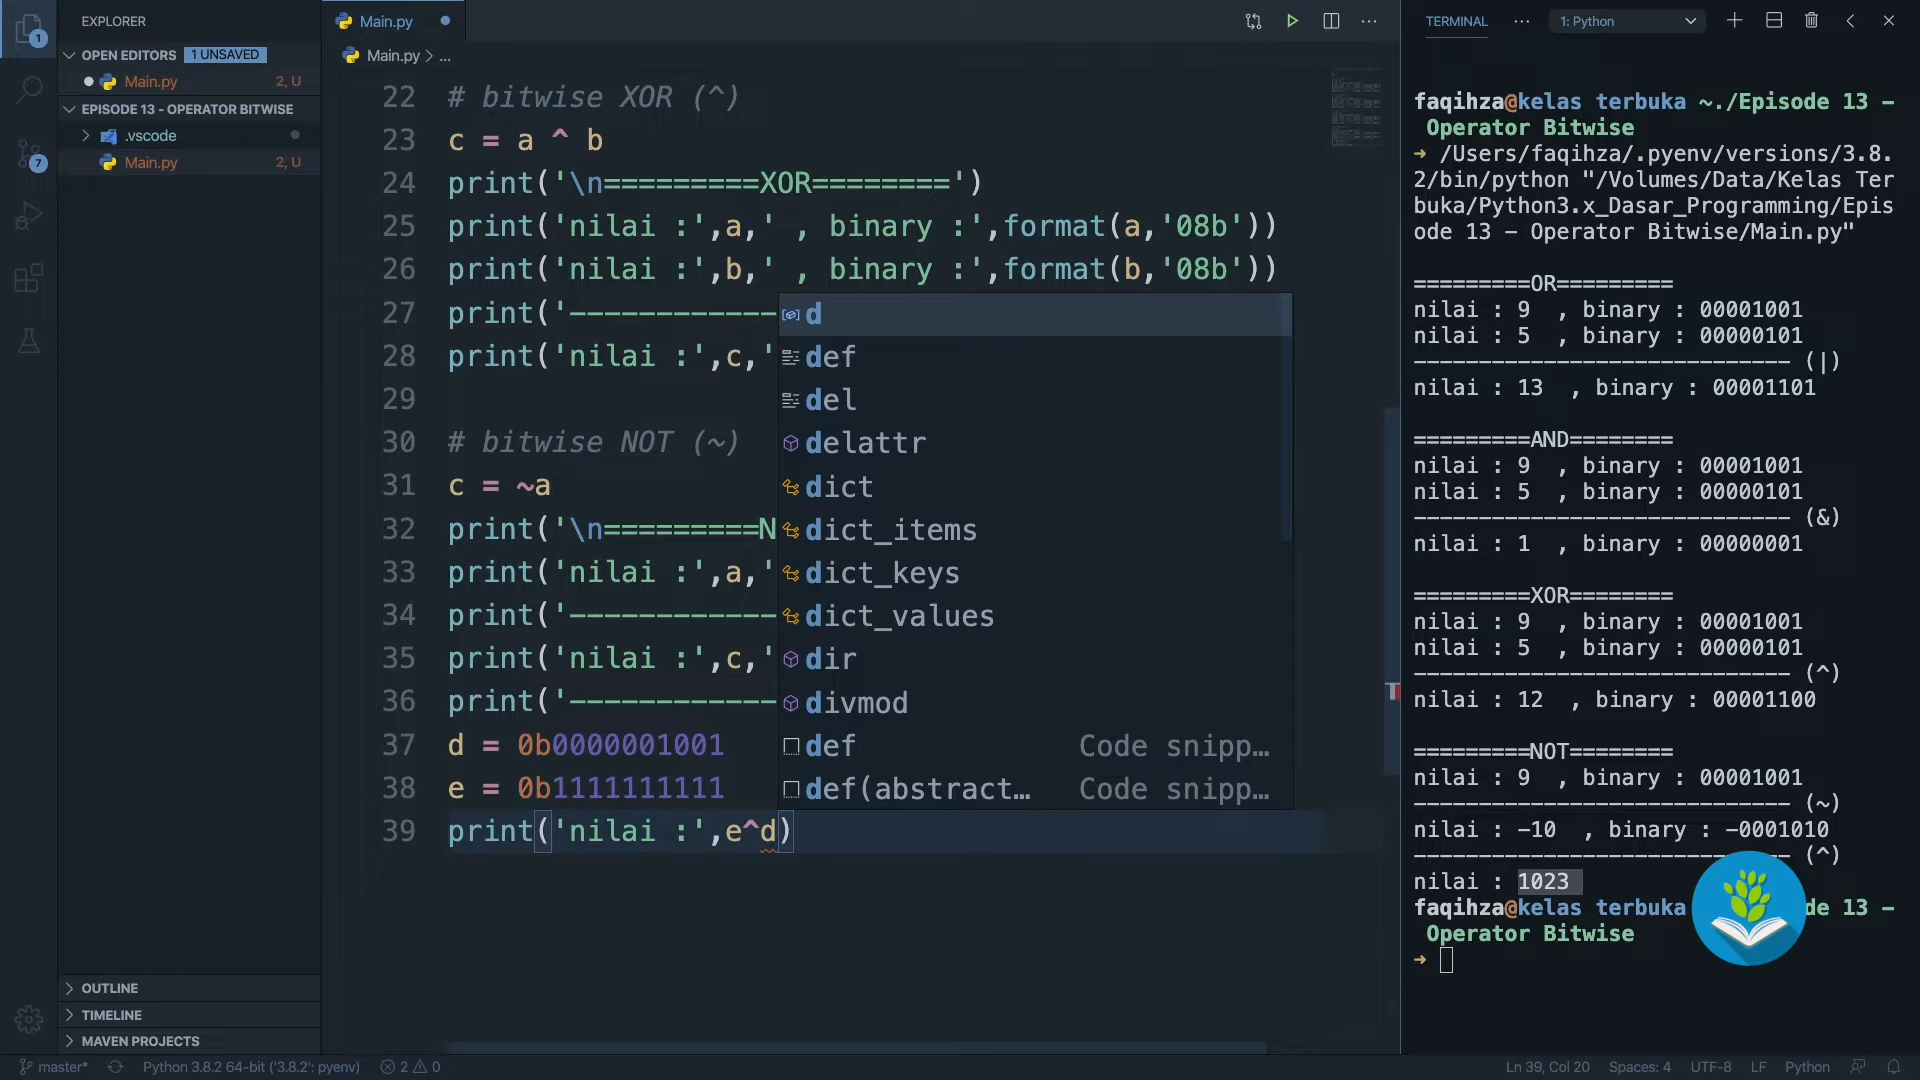 EXPLORER
OPEN EDITORS 1 UNSAVED
Main.py 2, U
EPISODE 13 - OPERATOR BITWISE
.vscode
Main.py 2, U
OUTLINE
TIMELINE
MAVEN PROJECTS
1
7
Main.py
Main.py > ...
22 # bitwise XOR (^)
23 c = a ^ b
24 print('\n=========XOR========')
25 print('nilai :',a,' , binary :',format(a,'08b'))
26 print('nilai :',b,' , binary :',format(b,'08b'))
27 print('------------
28 print('nilai :',c,'
29
30 # bitwise NOT (~)
31 c = ~a
32 print('\n=========N
33 print('nilai :',a,'
34 print('------------
35 print('nilai :',c,'
36 print('------------
37 d = 0b0000001001
38 e = 0b1111111111
39 print('nilai :',e^d)
d
def
del
delattr
dict
dict_items
dict_keys
dict_values
dir
divmod
def Code snipp…
def(abstract… Code snipp…
TERMINAL ... 1: Python
faqihza@kelas terbuka ~./Episode 13 -
Operator Bitwise
➜ /Users/faqihza/.pyenv/versions/3.8.
2/bin/python "/Volumes/Data/Kelas Ter
buka/Python3.x_Dasar_Programming/Epis
ode 13 - Operator Bitwise/Main.py"
=========OR=========
nilai : 9  , binary : 00001001
nilai : 5  , binary : 00000101
----------------------------- (|)
nilai : 13  , binary : 00001101
=========AND========
nilai : 9  , binary : 00001001
nilai : 5  , binary : 00000101
----------------------------- (&)
nilai : 1  , binary : 00000001
=========XOR========
nilai : 9  , binary : 00001001
nilai : 5  , binary : 00000101
----------------------------- (^)
nilai : 12  , binary : 00001100
=========NOT========
nilai : 9  , binary : 00001001
----------------------------- (~)
nilai : -10  , binary : -0001010
----------------------------- (^)
nilai : 1023
faqihza@kelas terbuka de 13 -
Operator Bitwise
➜
master* Python 3.8.2 64-bit ('3.8.2': pyenv) 2 0 Ln 39, Col 20 Spaces: 4 UTF-8 LF Python